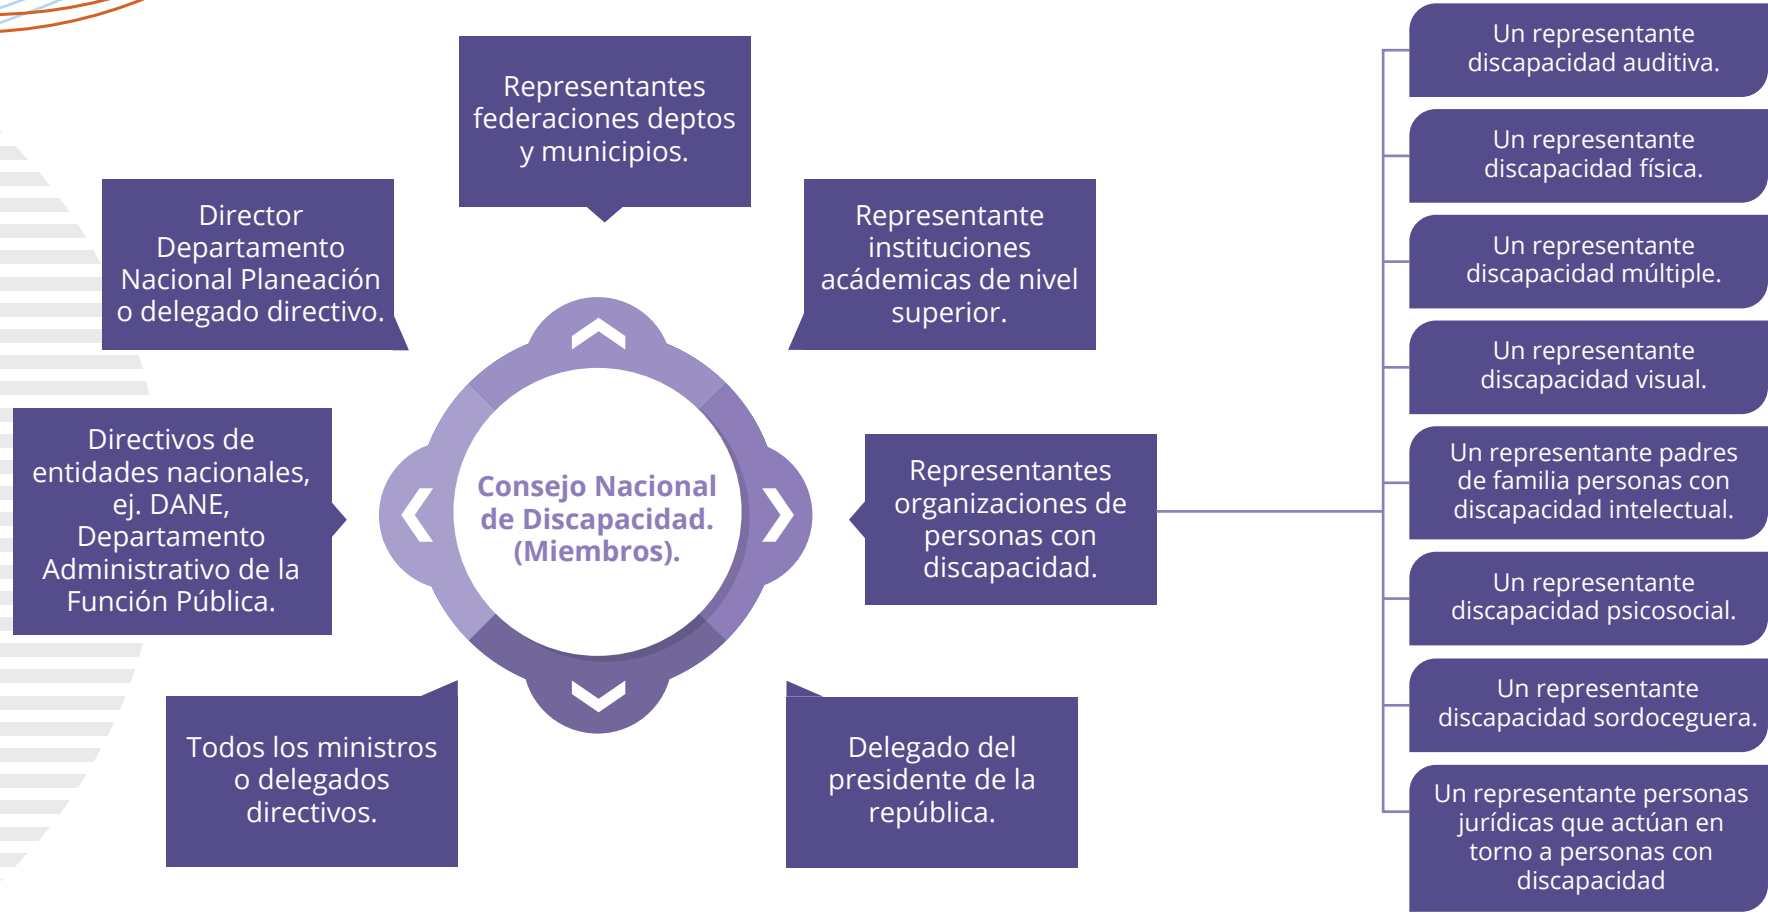 Representantes
federaciones deptos
y municipios.
Director
Departamento
Nacional Planeación
o delegado directivo.
Representante
instituciones
acádemicas de nivel
superior.
Directivos de
entidades nacionales,
ej. DANE,
Departamento
Administrativo de la
Función Pública.
Consejo Nacional
de Discapacidad.
(Miembros).
Representantes
organizaciones de
personas con
discapacidad.
Todos los ministros
o delegados
directivos.
Delegado del
presidente de la
república.
Un representante
discapacidad auditiva.
Un representante
discapacidad física.
Un representante
discapacidad múltiple.
Un representante
discapacidad visual.
Un representante padres
de familia personas con
discapacidad intelectual.
Un representante
discapacidad psicosocial.
Un representante
discapacidad sordoceguera.
Un representante personas
jurídicas que actúan en
torno a personas con
discapacidad